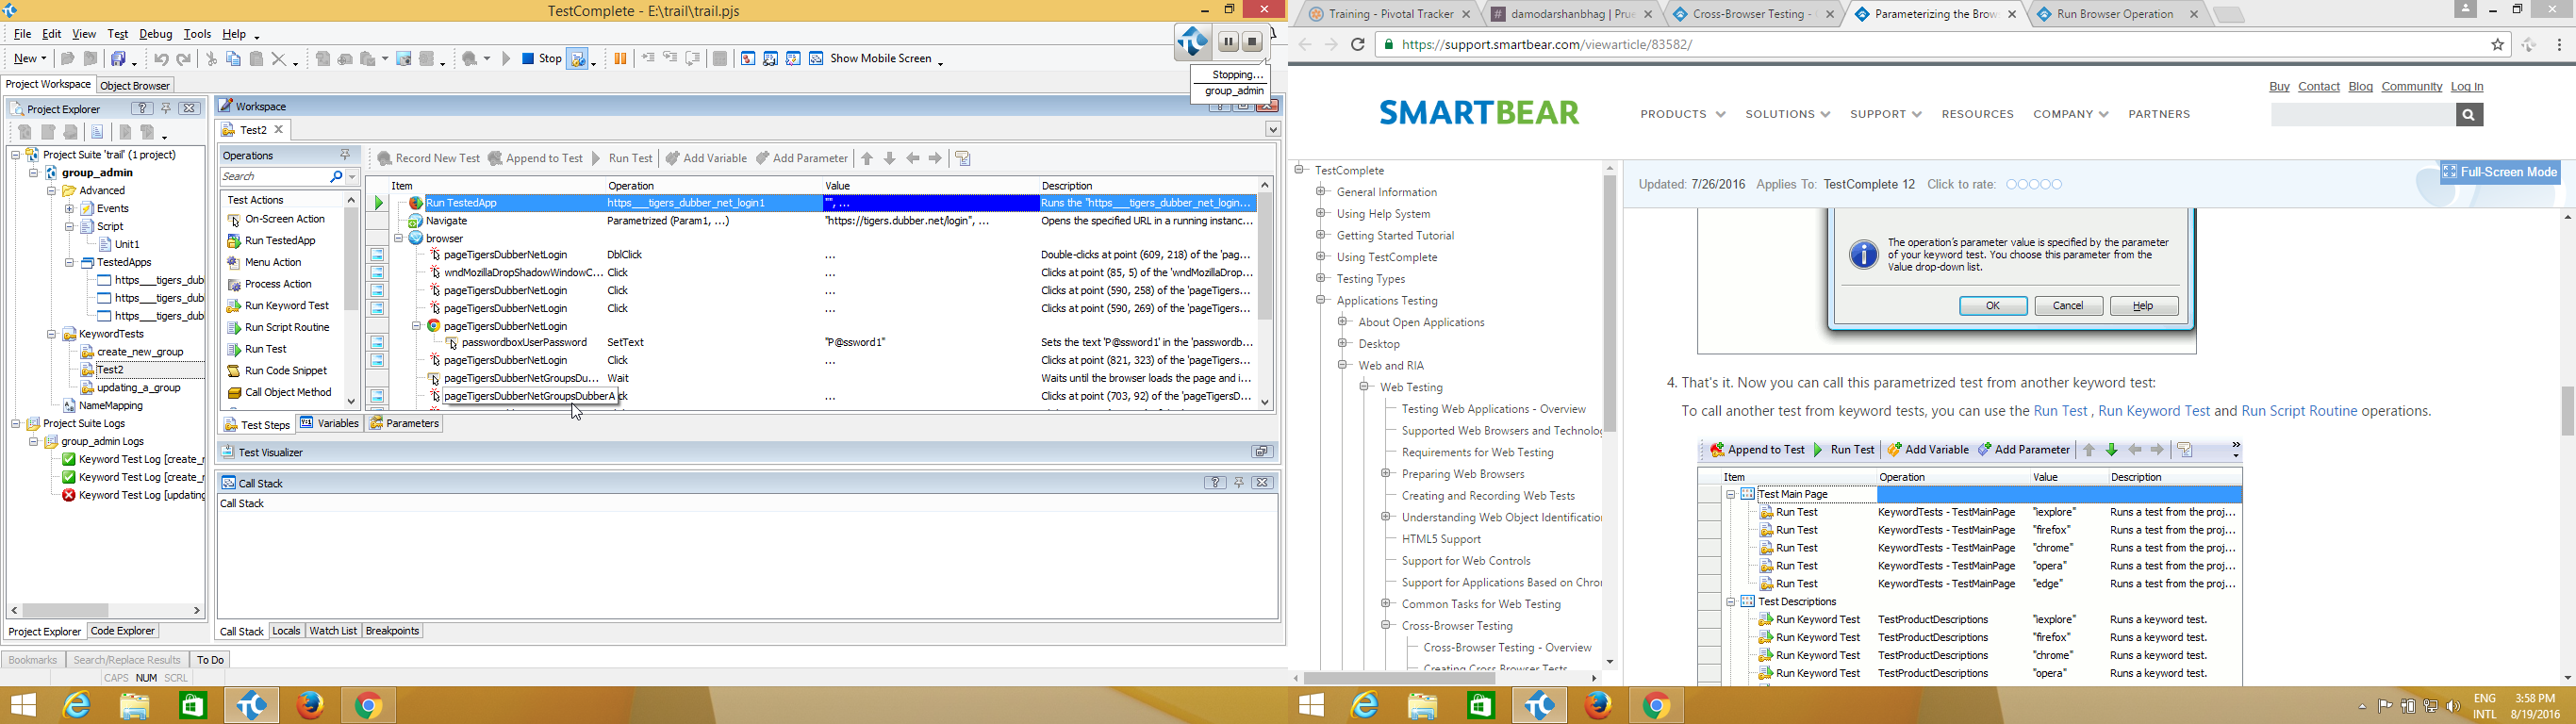 TestComplete - E:\trail\trail.pjs
File Edit View Test Debug Tools Help
New Stop Show Mobile Screen
Stopping...
group_admin
Project Workspace Object Browser
Project Explorer
Project Suite 'trail' (1 project)
group_admin
Advanced
Events
Script
Unit1
TestedApps
https___tigers_dub
https___tigers_dub
https___tigers_dub
KeywordTests
create_new_group
Test2
updating_a_group
NameMapping
Project Suite Logs
group_admin Logs
Keyword Test Log [create_r
Keyword Test Log [create_r
Keyword Test Log [updating
Project Explorer Code Explorer
Workspace
Test2
Operations
Search
Test Actions
On-Screen Action
Run TestedApp
Menu Action
Process Action
Run Keyword Test
Run Script Routine
Run Test
Run Code Snippet
Call Object Method
Record New Test Append to Test Run Test Add Variable Add Parameter
Item Operation Value Description
Run TestedApp https___tigers_dubber_net_login1 "", ... Runs the "https___tigers_dubber_net_login...
Navigate Parametrized (Param1, ...) "https://tigers.dubber.net/login", ... Opens the specified URL in a running instanc...
browser
pageTigersDubberNetLogin DblClick ... Double-clicks at point (609, 218) of the 'pag...
wndMozillaDropShadowWindowC... Click ... Clicks at point (85, 5) of the 'wndMozillaDrop...
pageTigersDubberNetLogin Click ... Clicks at point (590, 258) of the 'pageTigers...
pageTigersDubberNetLogin Click ... Clicks at point (590, 269) of the 'pageTigers...
pageTigersDubberNetLogin
passwordboxUserPassword SetText "P@ssword1" Sets the text 'P@ssword1' in the 'passwordb...
pageTigersDubberNetLogin Click ... Clicks at point (821, 323) of the 'pageTigers...
pageTigersDubberNetGroupsDu... Wait Waits until the browser loads the page and i...
pageTigersDubberNetGroupsDubberA ck ... Clicks at point (703, 92) of the 'pageTigersD...
Test Steps Variables Parameters
Test Visualizer
Call Stack
Call Stack
Call Stack Locals Watch List Breakpoints
Bookmarks Search/Replace Results To Do
CAPS NUM SCRL
Training - Pivotal Tracker damodarshanbhag | Pru Cross-Browser Testing - Parameterizing the Brow Run Browser Operation
https://support.smartbear.com/viewarticle/83582/
Buy Contact Blog Community Log In
SMARTBEAR
PRODUCTS SOLUTIONS SUPPORT RESOURCES COMPANY PARTNERS
TestComplete
General Information
Using Help System
Getting Started Tutorial
Using TestComplete
Testing Types
Applications Testing
About Open Applications
Desktop
Web and RIA
Web Testing
Testing Web Applications - Overview
Supported Web Browsers and Technolog
Requirements for Web Testing
Preparing Web Browsers
Creating and Recording Web Tests
Understanding Web Object Identification
HTML5 Support
Support for Web Controls
Support for Applications Based on Chro
Common Tasks for Web Testing
Cross-Browser Testing
Cross-Browser Testing - Overview
Creating Cross-Browser Tests
Updated: 7/26/2016 Applies To: TestComplete 12 Click to rate:
Full-Screen Mode
The operation's parameter value is specified by the parameter
of your keyword test. You choose this parameter from the
Value drop-down list.
OK Cancel Help
4. That's it. Now you can call this parametrized test from another keyword test:
To call another test from keyword tests, you can use the Run Test , Run Keyword Test and Run Script Routine operations.
Append to Test Run Test Add Variable Add Parameter
Item Operation Value Description
Test Main Page
Run Test KeywordTests - TestMainPage "iexplore" Runs a test from the proj...
Run Test KeywordTests - TestMainPage "firefox" Runs a test from the proj...
Run Test KeywordTests - TestMainPage "chrome" Runs a test from the proj...
Run Test KeywordTests - TestMainPage "opera" Runs a test from the proj...
Run Test KeywordTests - TestMainPage "edge" Runs a test from the proj...
Test Descriptions
Run Keyword Test TestProductDescriptions "iexplore" Runs a keyword test.
Run Keyword Test TestProductDescriptions "firefox" Runs a keyword test.
Run Keyword Test TestProductDescriptions "chrome" Runs a keyword test.
Run Keyword Test TestProductDescriptions "opera" Runs a keyword test.
ENG 3:58 PM
INTL 8/19/2016